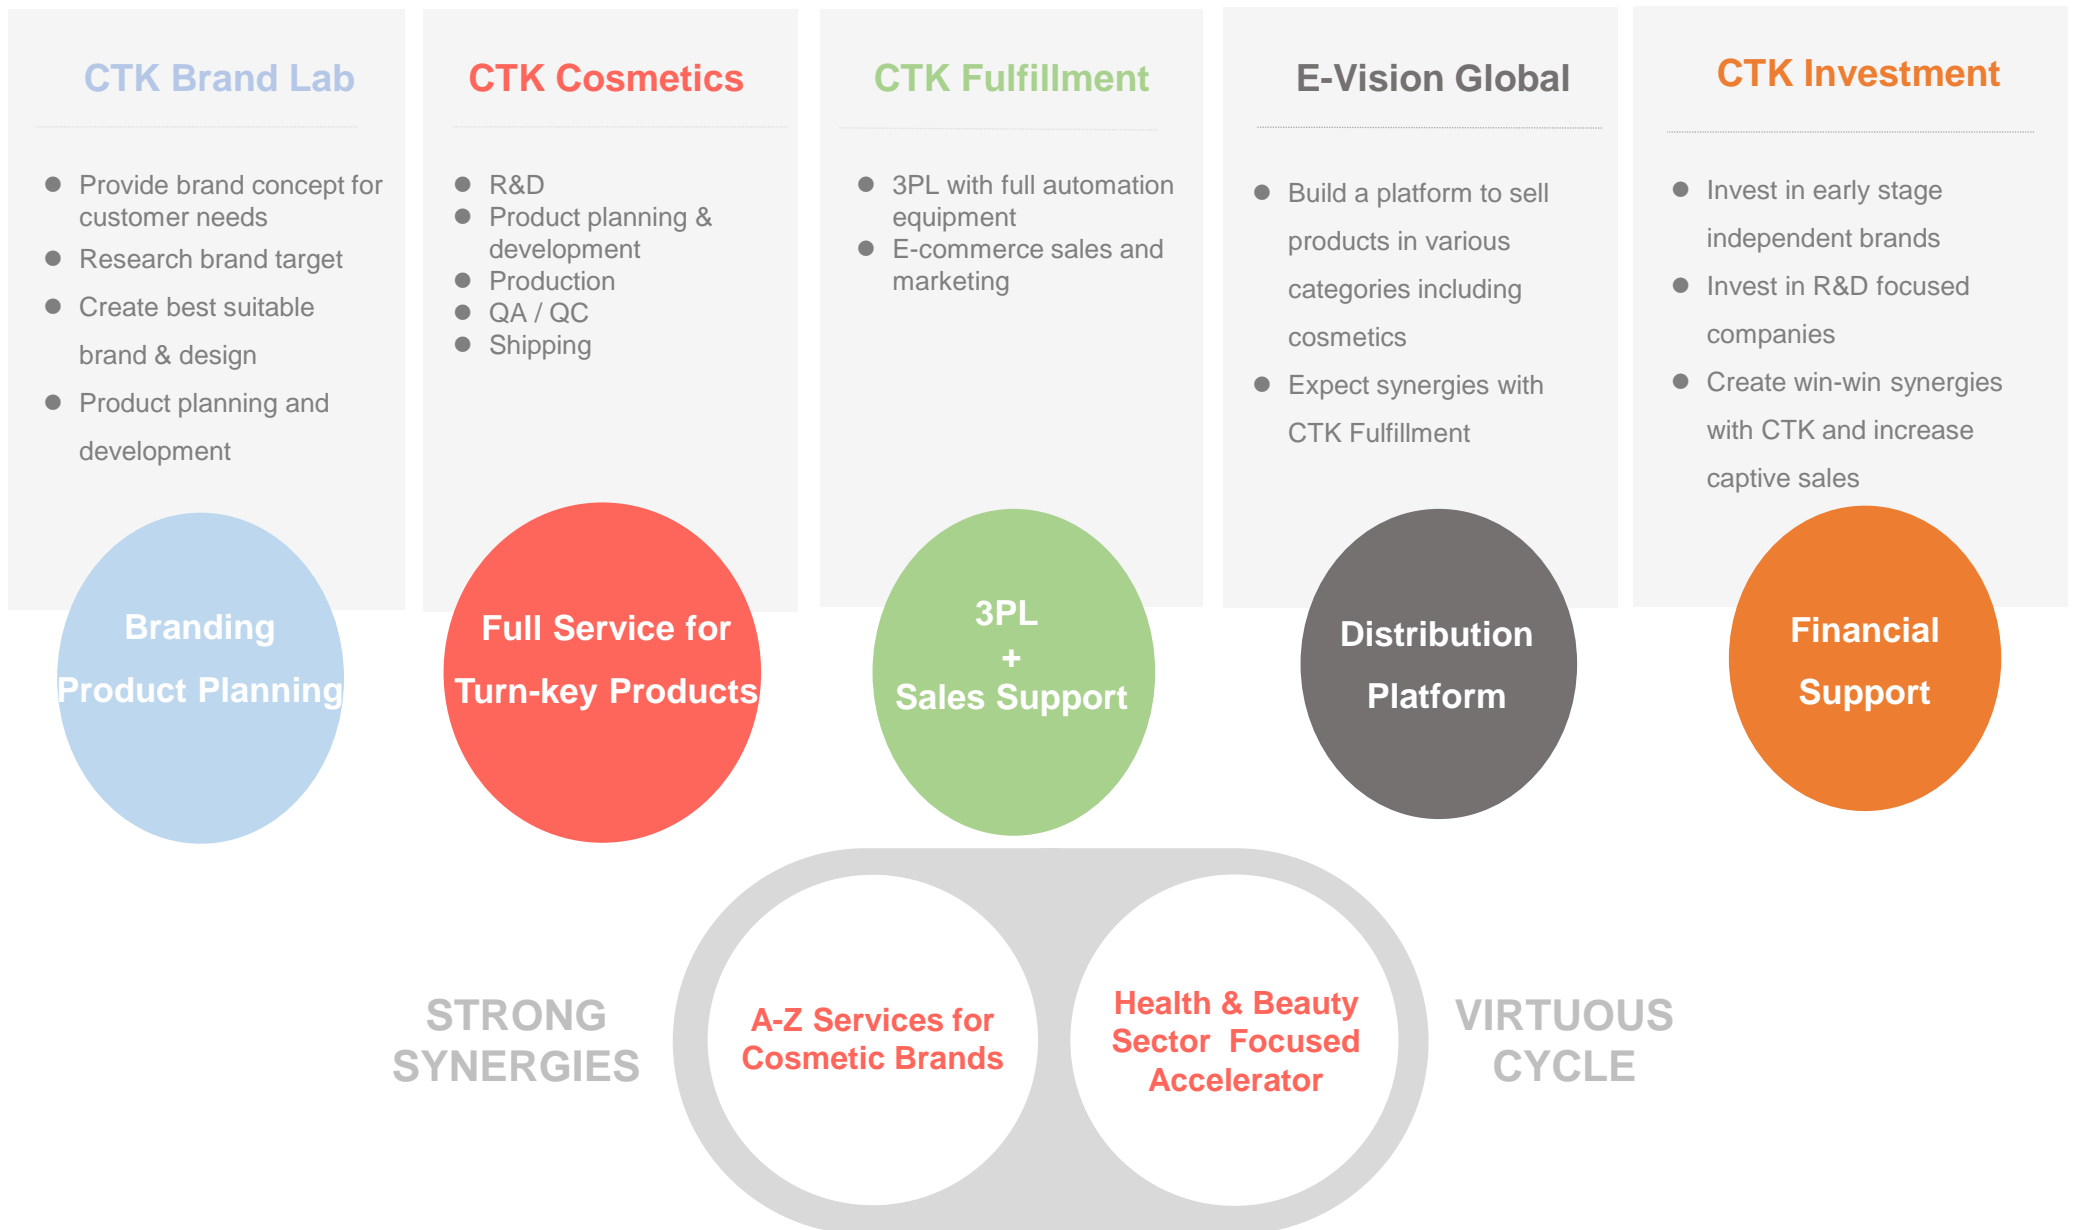 CTK Brand Lab
Provide brand concept for
customer needs
Research brand target
Create best suitable
brand & design
Product planning and
development
Branding
Product Planning
CTK Cosmetics
R&D
Product planning &
development
Production
QA / QC
Shipping
Full Service for
Turn-key Products
CTK Fulfillment
3PL with full automation
equipment
E-commerce sales and
marketing
3PL
+
Sales Support
E-Vision Global
Build a platform to sell
products in various
categories including
cosmetics
Expect synergies with
CTK Fulfillment
Distribution
Platform
CTK Investment
Invest in early stage
independent brands
Invest in R&D focused
companies
Create win-win synergies
with CTK and increase
captive sales
Financial
Support
STRONG
SYNERGIES
A-Z Services for
Cosmetic Brands
Health & Beauty
Sector  Focused
Accelerator
VIRTUOUS
CYCLE